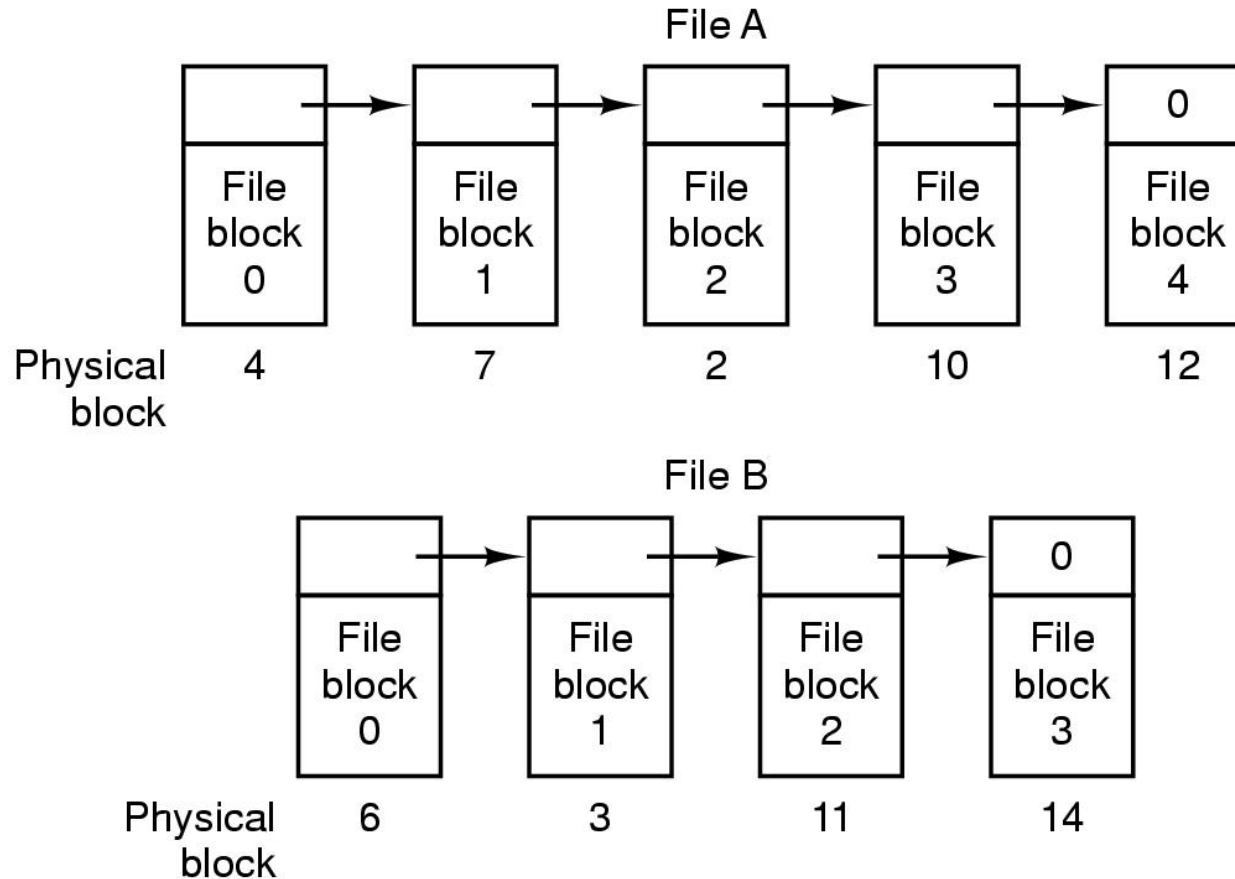 File A
0
File File File File File
block block block block block
0 1 2 3 4
Physical 4 7 2 10 12
block
File B
0
File File File File
block block block block
0 1 2 3
Physical 6 3 11 14
block